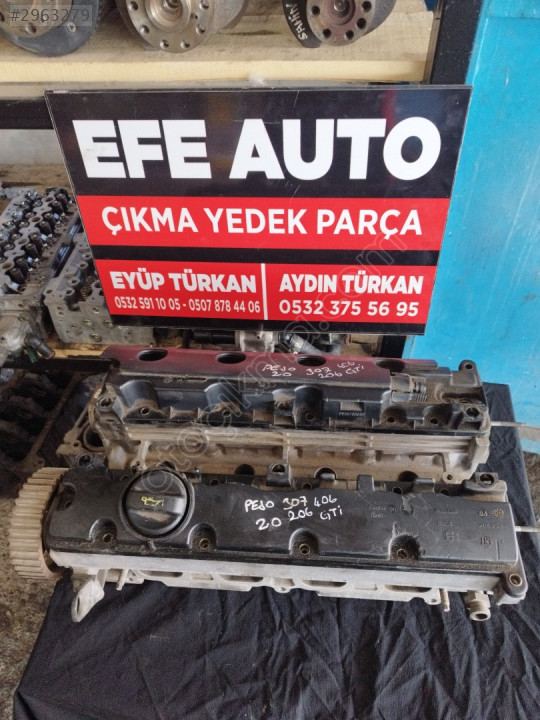 #2963279
ŞAHİN
EFE AUTO
ÇIKMA YEDEK PARÇA
EYÜP TÜRKAN
0532 591 10 05 - 0507 878 44 06
AYDIN TÜRKAN
0532 375 56 95
PEJO 307 406
2.0 206 GTİ
PEJO 307 406
2.0 206 GTİ